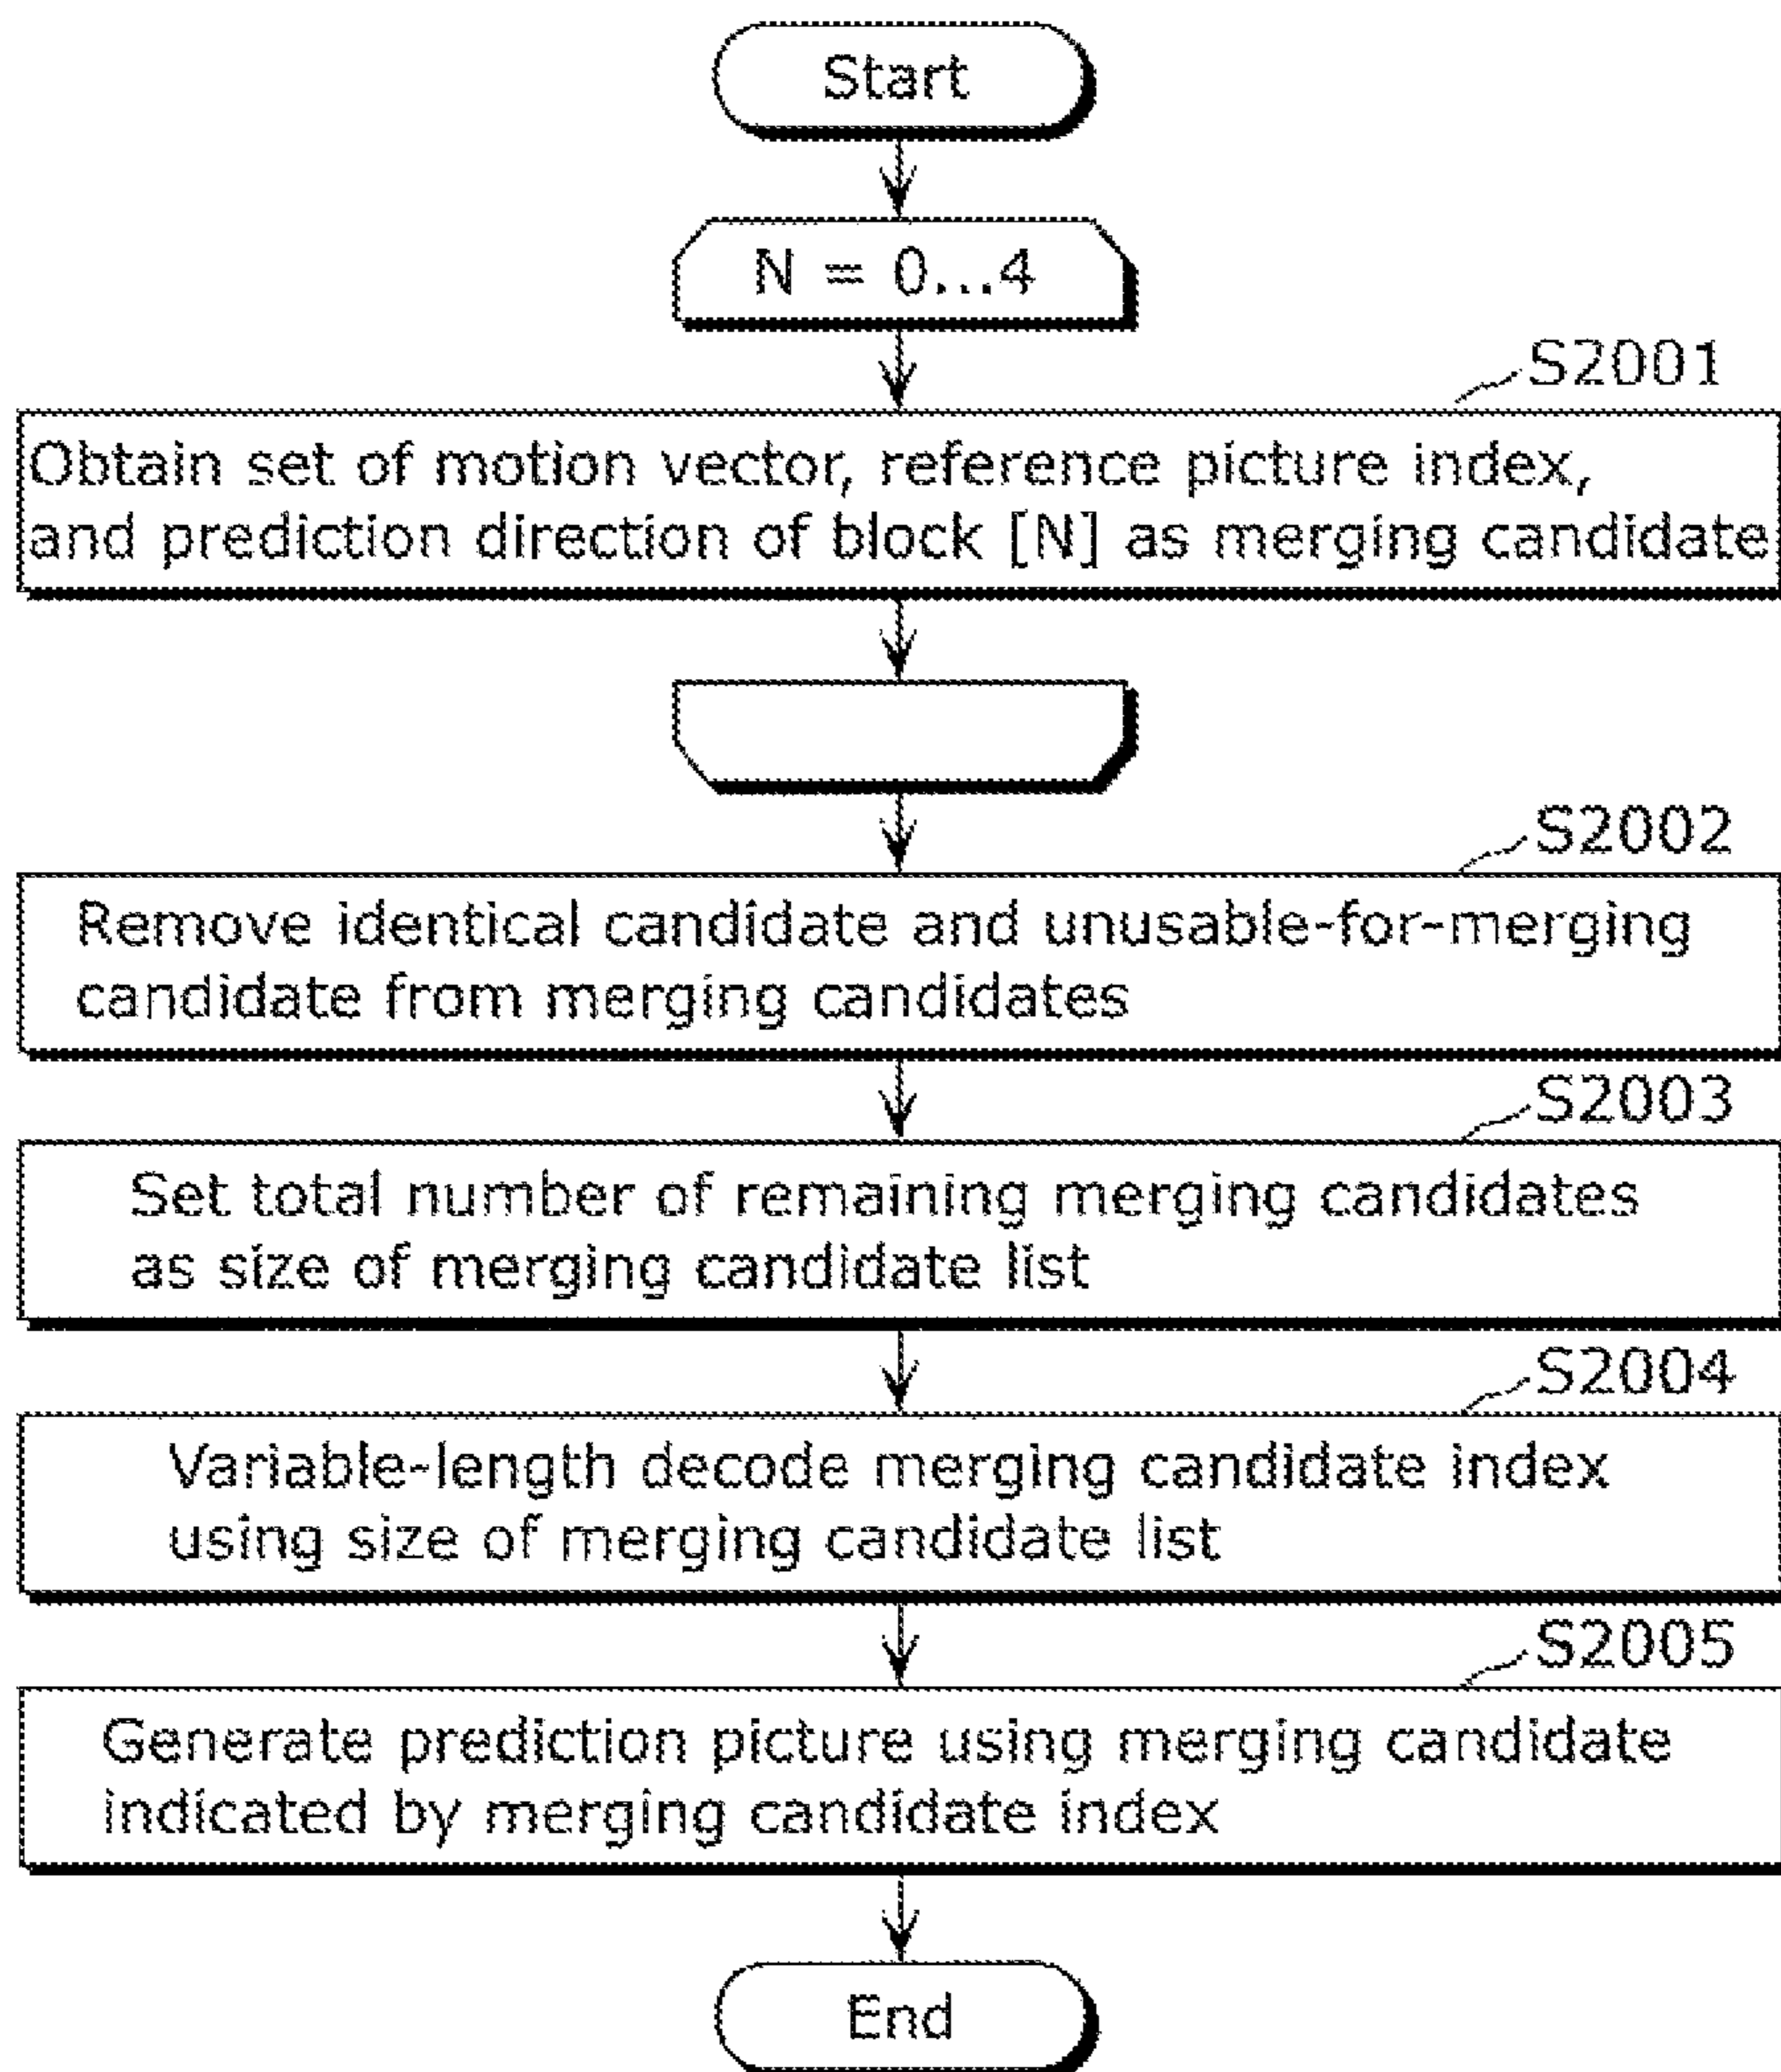 Start
N = 0...4
S2001
Obtain set of motion vector, reference picture index,
and prediction direction of block [N] as merging candidate
S2002
Remove identical candidate and unusable-for-merging
candidate from merging candidates
S2003
Set total number of remaining merging candidates
as size of merging candidate list
S2004
Variable-length decode merging candidate index
using size of merging candidate list
S2005
Generate prediction picture using merging candidate
indicated by merging candidate index
End